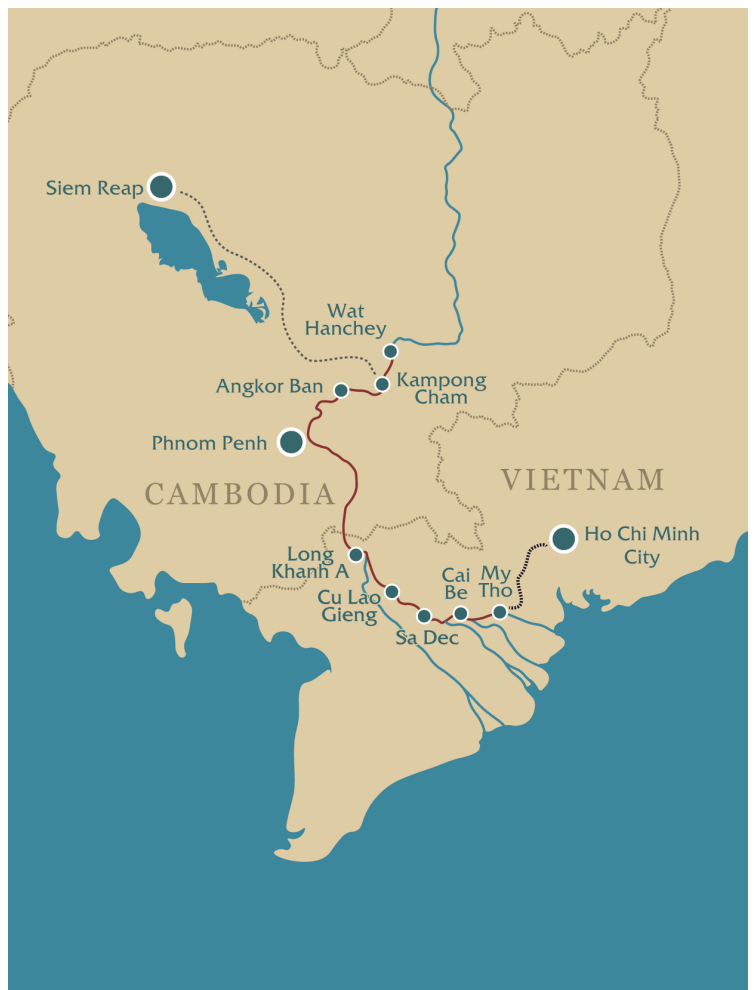 Siem Reap
Wat
Hanchey
Angkor Ban
Kampong
Cham
Phnom Penh
CAMBODIA
VIETNAM
Ho Chi Minh
City
Long
Khanh A
Cu Lao
Gieng
Cai
Be
My
Tho
Sa Dec